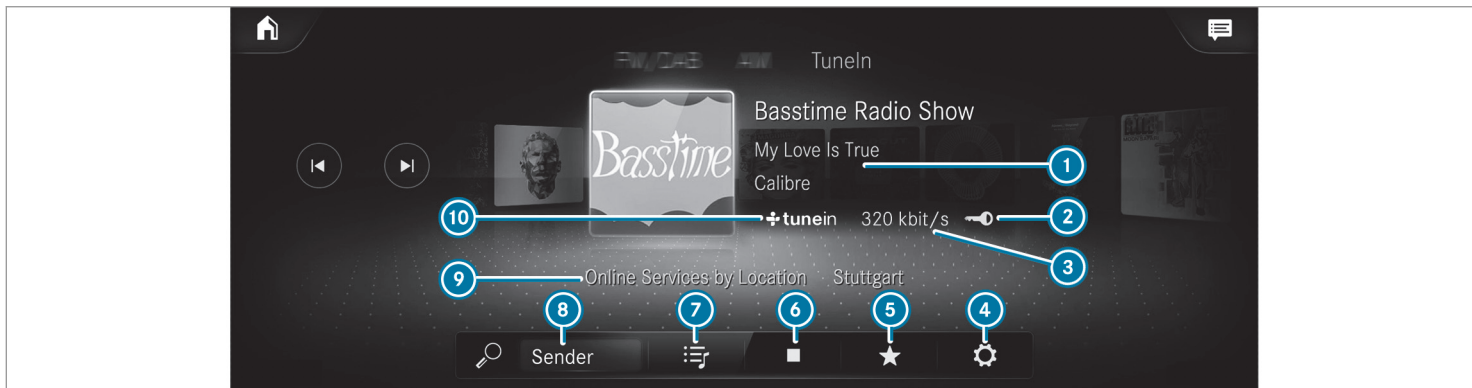 FM/DAB AM TuneIn
Basstime Radio Show
Basstime
My Love Is True
1
Calibre
10
tunein 320 kbit/s
2
3
9
Online Services by Location Stuttgart
8
7
6
5
4
Sender